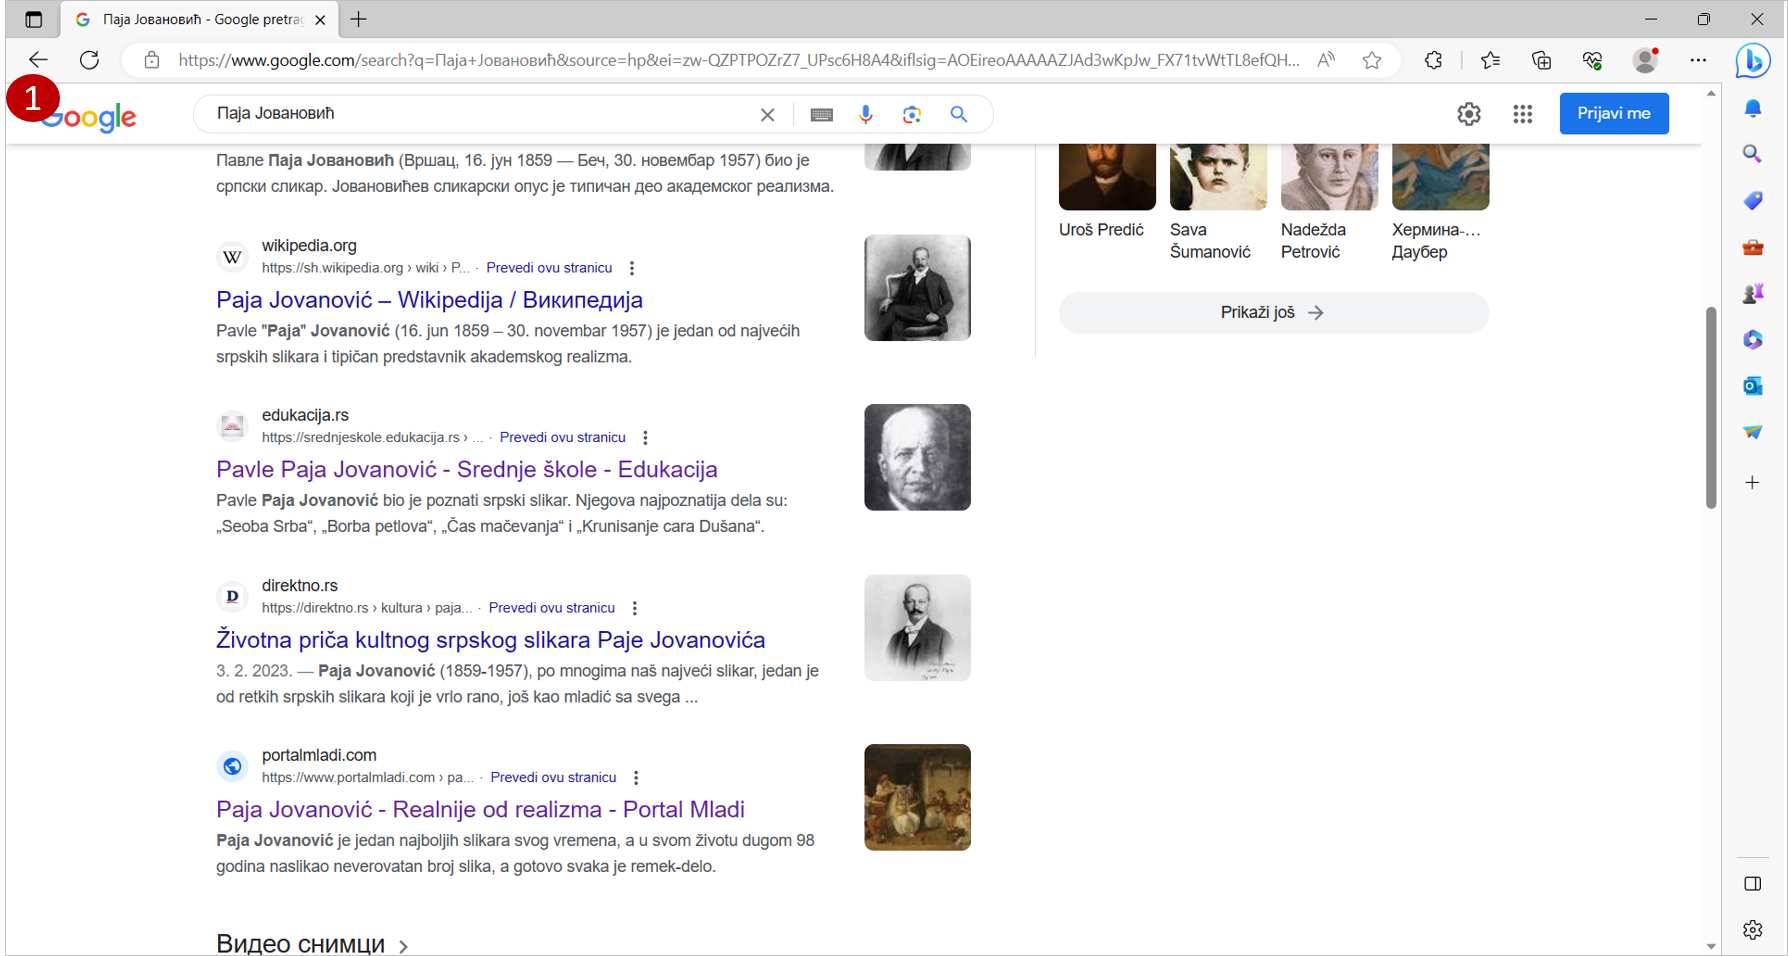 Паја Јовановић - Google pretrag
https://www.google.com/search?q=Паја+Јовановић&source=hp&ei=zw-QZPTPOZrZ7_UPsc6H8A4&iflsig=AOEireoAAAAAZJAd3wKpJw_FX71tvWtTL8efQH...
1
Google
Паја Јовановић
Prijavi me
Павле Паја Јовановић (Вршац, 16. јун 1859 — Беч, 30. новембар 1957) био је
српски сликар. Јовановићев сликарски опус је типичан део академског реализма.
wikipedia.org
https://sh.wikipedia.org › wiki › P... · Prevedi ovu stranicu
Paja Jovanović – Wikipedija / Википедија
Pavle "Paja" Jovanović (16. jun 1859 – 30. novembar 1957) je jedan od najvećih
srpskih slikara i tipičan predstavnik akademskog realizma.
edukacija.rs
https://srednjeskole.edukacija.rs › ... · Prevedi ovu stranicu
Pavle Paja Jovanović - Srednje škole - Edukacija
Pavle Paja Jovanović bio je poznati srpski slikar. Njegova najpoznatija dela su:
„Seoba Srba“, „Borba petlova“, „Čas mačevanja“ i „Krunisanje cara Dušana“.
direktno.rs
https://direktno.rs › kultura › paja... · Prevedi ovu stranicu
Životna priča kultnog srpskog slikara Paje Jovanovića
3. 2. 2023. — Paja Jovanović (1859-1957), po mnogima naš najveći slikar, jedan je
od retkih srpskih slikara koji je vrlo rano, još kao mladić sa svega ...
portalmladi.com
https://www.portalmladi.com › pa... · Prevedi ovu stranicu
Paja Jovanović - Realnije od realizma - Portal Mladi
Paja Jovanović je jedan najboljih slikara svog vremena, a u svom životu dugom 98
godina naslikao neverovatan broj slika, a gotovo svaka je remek-delo.
Видео снимци
Uroš Predić
Sava
Šumanović
Nadežda
Petrović
Хермина-...
Даубер
Prikaži još